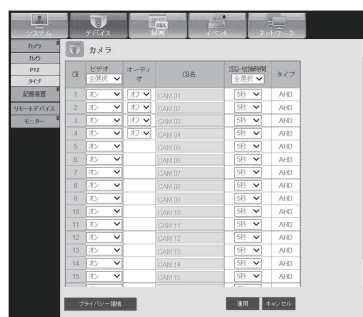 システム デバイス 録画 イベント ネットワーク
カメラ
カメラ
PTZ
タイプ
記憶装置
リモートデバイス
モニター
カメラ
CH ビデオ オーディオ CH名 SEQ-切換時間 タイプ
全選択 全選択
1 オン オフ CAM 01 5秒 AHD
2 オン オフ CAM 02 5秒 AHD
3 オン オフ CAM 03 5秒 AHD
4 オン オフ CAM 04 5秒 AHD
5 オン CAM 05 5秒 AHD
6 オン CAM 06 5秒 AHD
7 オン CAM 07 5秒 AHD
8 オン CAM 08 5秒 AHD
9 オン CAM 09 5秒 AHD
10 オン CAM 10 5秒 AHD
11 オン CAM 11 5秒 AHD
12 オン CAM 12 5秒 AHD
13 オン CAM 13 5秒 AHD
14 オン CAM 14 5秒 AHD
15 オン CAM 15 5秒 AHD
プライバシー領域 適用 キャンセル